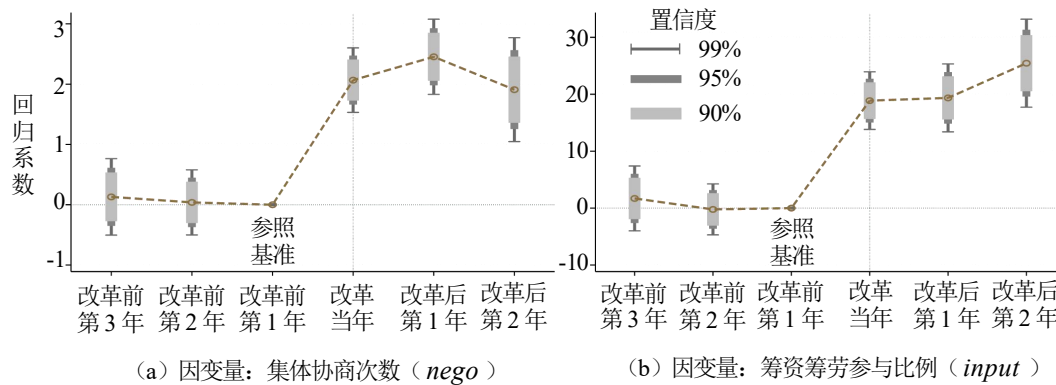 3
2
1
0
-1
回归系数
参照
基准
改革前
第 3 年
改革前
第 2 年
改革前
第 1 年
改革
当年
改革后
第 1 年
改革后
第 2 年
（a）因变量：集体协商次数（nego）
30
20
10
0
-10
置信度
99%
95%
90%
参照
基准
改革前
第 3 年
改革前
第 2 年
改革前
第 1 年
改革
当年
改革后
第 1 年
改革后
第 2 年
（b）因变量：筹资筹劳参与比例（input）